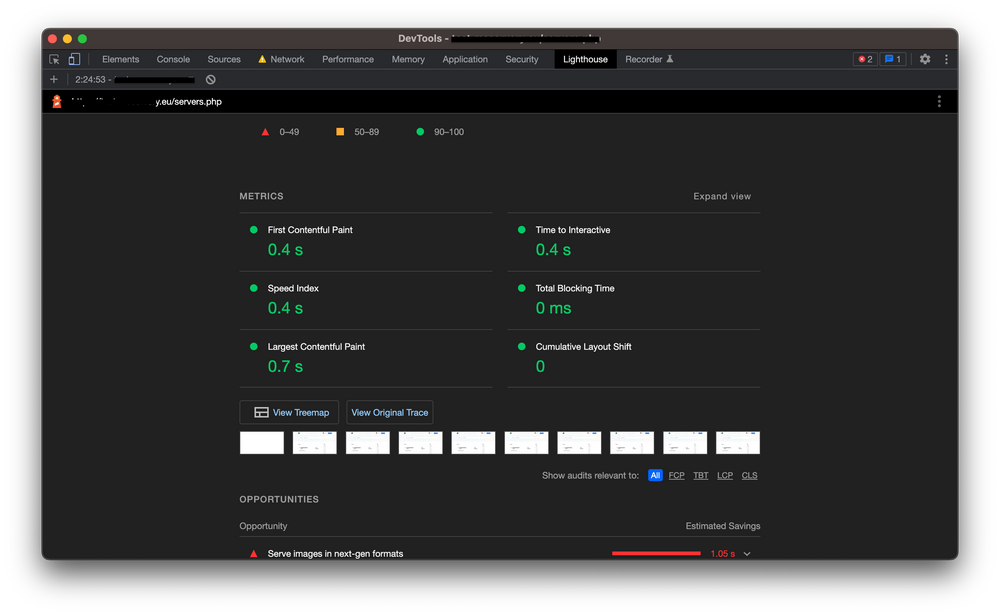 DevTools -
Elements Console Sources Network Performance Memory Application Security Lighthouse Recorder 2 1
2:24:53 -
y.eu/servers.php
0–49 50–89 90–100
METRICS Expand view
First Contentful Paint Time to Interactive
0.4 s 0.4 s
Speed Index Total Blocking Time
0.4 s 0 ms
Largest Contentful Paint Cumulative Layout Shift
0.7 s 0
View Treemap View Original Trace
Show audits relevant to: All FCP TBT LCP CLS
OPPORTUNITIES
Opportunity Estimated Savings
Serve images in next-gen formats 1.05 s